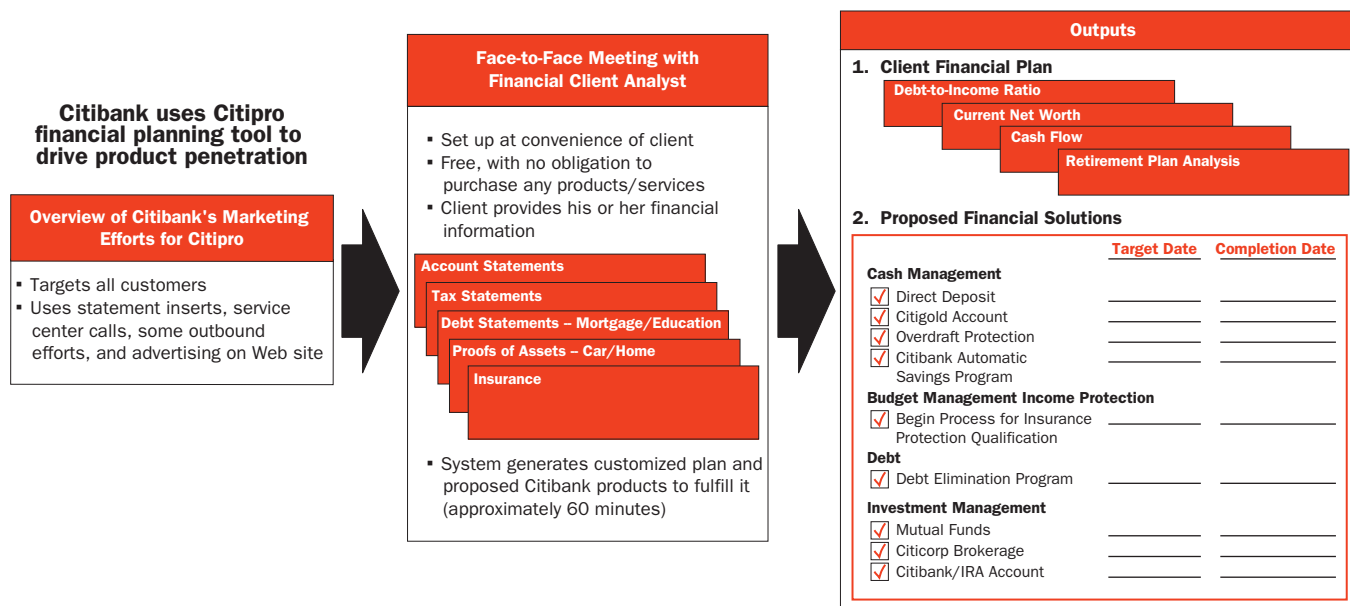 Citibank uses Citipro
financial planning tool to
drive product penetration
Overview of Citibank's Marketing
Efforts for Citipro
▪ Targets all customers
▪ Uses statement inserts, service
center calls, some outbound
efforts, and advertising on Web site
Face-to-Face Meeting with
Financial Client Analyst
▪ Set up at convenience of client
▪ Free, with no obligation to
purchase any products/services
▪ Client provides his or her financial
information
Account Statements
Tax Statements
Debt Statements – Mortgage/Education
Proofs of Assets – Car/Home
Insurance
▪ System generates customized plan and
proposed Citibank products to fulfill it
(approximately 60 minutes)
Outputs
1. Client Financial Plan
Debt-to-Income Ratio
Current Net Worth
Cash Flow
Retirement Plan Analysis
2. Proposed Financial Solutions
Target Date Completion Date
Cash Management
Direct Deposit
Citigold Account
Overdraft Protection
Citibank Automatic
Savings Program
Budget Management Income Protection
Begin Process for Insurance
Protection Qualification
Debt
Debt Elimination Program
Investment Management
Mutual Funds
Citicorp Brokerage
Citibank/IRA Account